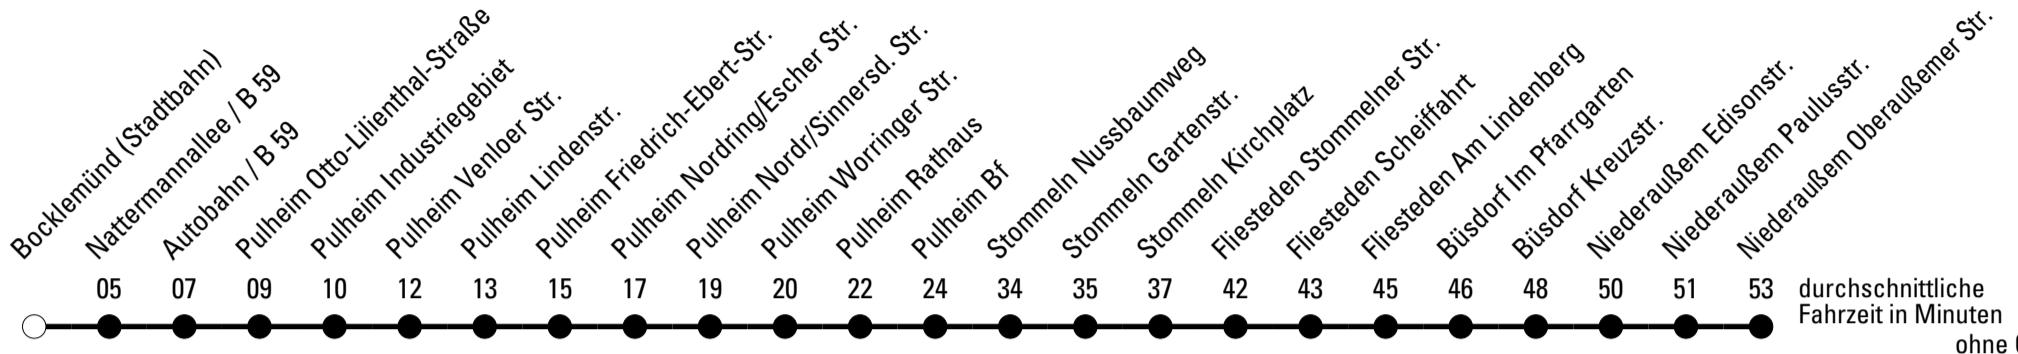 Bocklemünd (Stadtbahn)
Nattermannallee / B 59
Autobahn / B 59
Pulheim Otto-Lilienthal-Straße
Pulheim Industriegebiet
Pulheim Venloer Str.
Pulheim Lindenstr.
Pulheim Friedrich-Ebert-Str.
Pulheim Nordring/Escher Str.
Pulheim Nordr/Sinnersd. Str.
Pulheim Worringer Str.
Pulheim Rathaus
Pulheim Bf
Stommeln Nussbaumweg
Stommeln Gartenstr.
Stommeln Kirchplatz
Fliesteden Stommelner Str.
Fliesteden Scheiffahrt
Fliesteden Am Lindenberg
Büsdorf Im Pfarrgarten
Büsdorf Kreuzstr.
Niederaußem Edisonstr.
Niederaußem Paulusstr.
Niederaußem Oberaußemer Str.
05 07 09 10 12 13 15 17 19 20 22 24 34 35 37 42 43 45 46 48 50 51 53
durchschnittliche
Fahrzeit in Minuten
ohne